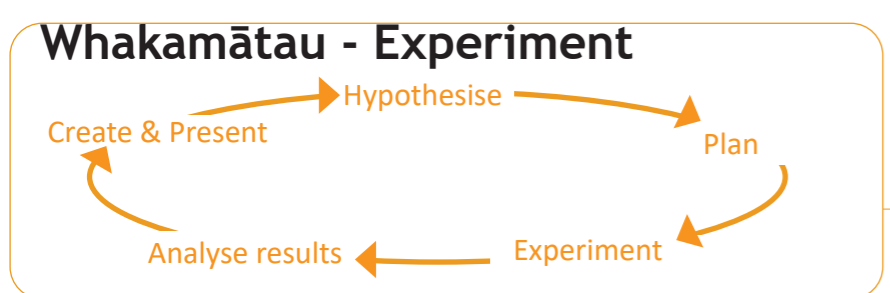 Whakamātau - Experiment
Hypothesise
Create & Present
Plan
Analyse results
Experiment